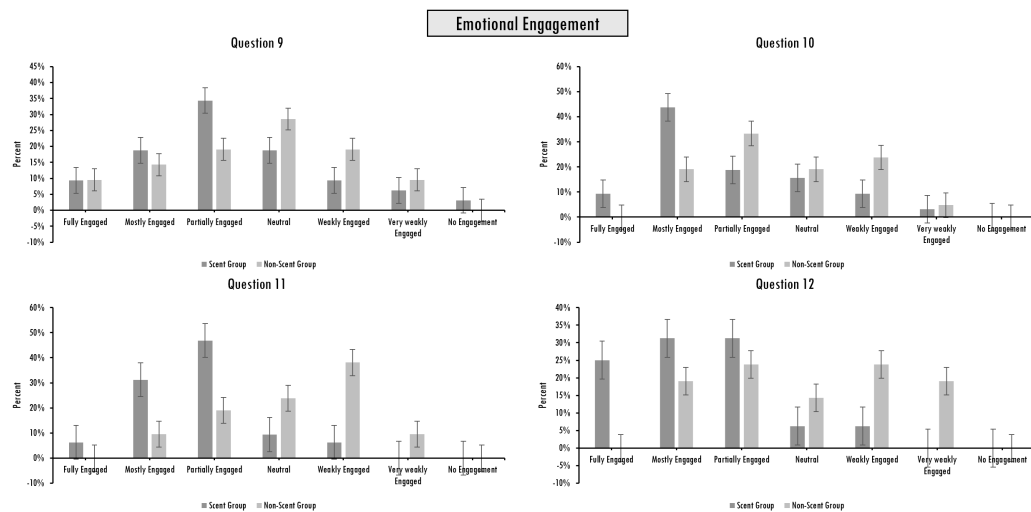 Emotional Engagement
Question 9
45%
40%
35%
30%
25%
20%
15%
10%
5%
0%
-5%
-10%
Percent
Fully Engaged Mostly Engaged Partially Engaged Neutral Weakly Engaged Very weakly Engaged No Engagement
Scent Group Non-Scent Group
Question 10
60%
50%
40%
30%
20%
10%
0%
-10%
Percent
Fully Engaged Mostly Engaged Partially Engaged Neutral Weakly Engaged Very weakly Engaged No Engagement
Scent Group Non-Scent Group
Question 11
60%
50%
40%
30%
20%
10%
0%
-10%
Percent
Fully Engaged Mostly Engaged Partially Engaged Neutral Weakly Engaged Very weakly Engaged No Engagement
Scent Group Non-Scent Group
Question 12
40%
35%
30%
25%
20%
15%
10%
5%
0%
-5%
-10%
Percent
Fully Engaged Mostly Engaged Partially Engaged Neutral Weakly Engaged Very weakly Engaged No Engagement
Scent Group Non-Scent Group